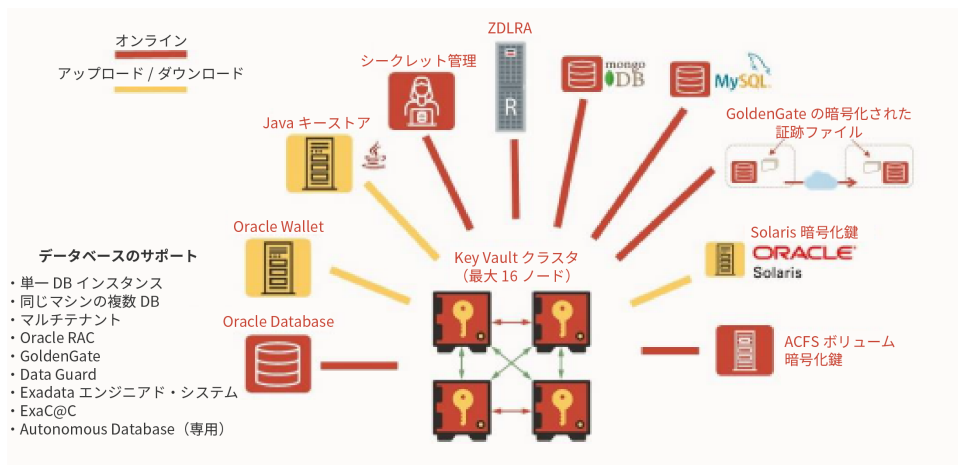 オンライン
アップロード / ダウンロード
ZDLRA
シークレット管理
R
mongo
DB
MySQL
GoldenGate の暗号化された
証跡ファイル
Java キーストア
Java
Oracle Wallet
Key Vault クラスタ
（最大 16 ノード）
Solaris 暗号化鍵
ORACLE
Solaris
データベースのサポート
・単一 DB インスタンス
・同じマシンの複数 DB
・マルチテナント
・Oracle RAC
・GoldenGate
・Data Guard
・Exadata エンジニアド・システム
・ExaC@C
・Autonomous Database（専用）
Oracle Database
ACFS ボリューム
暗号化鍵